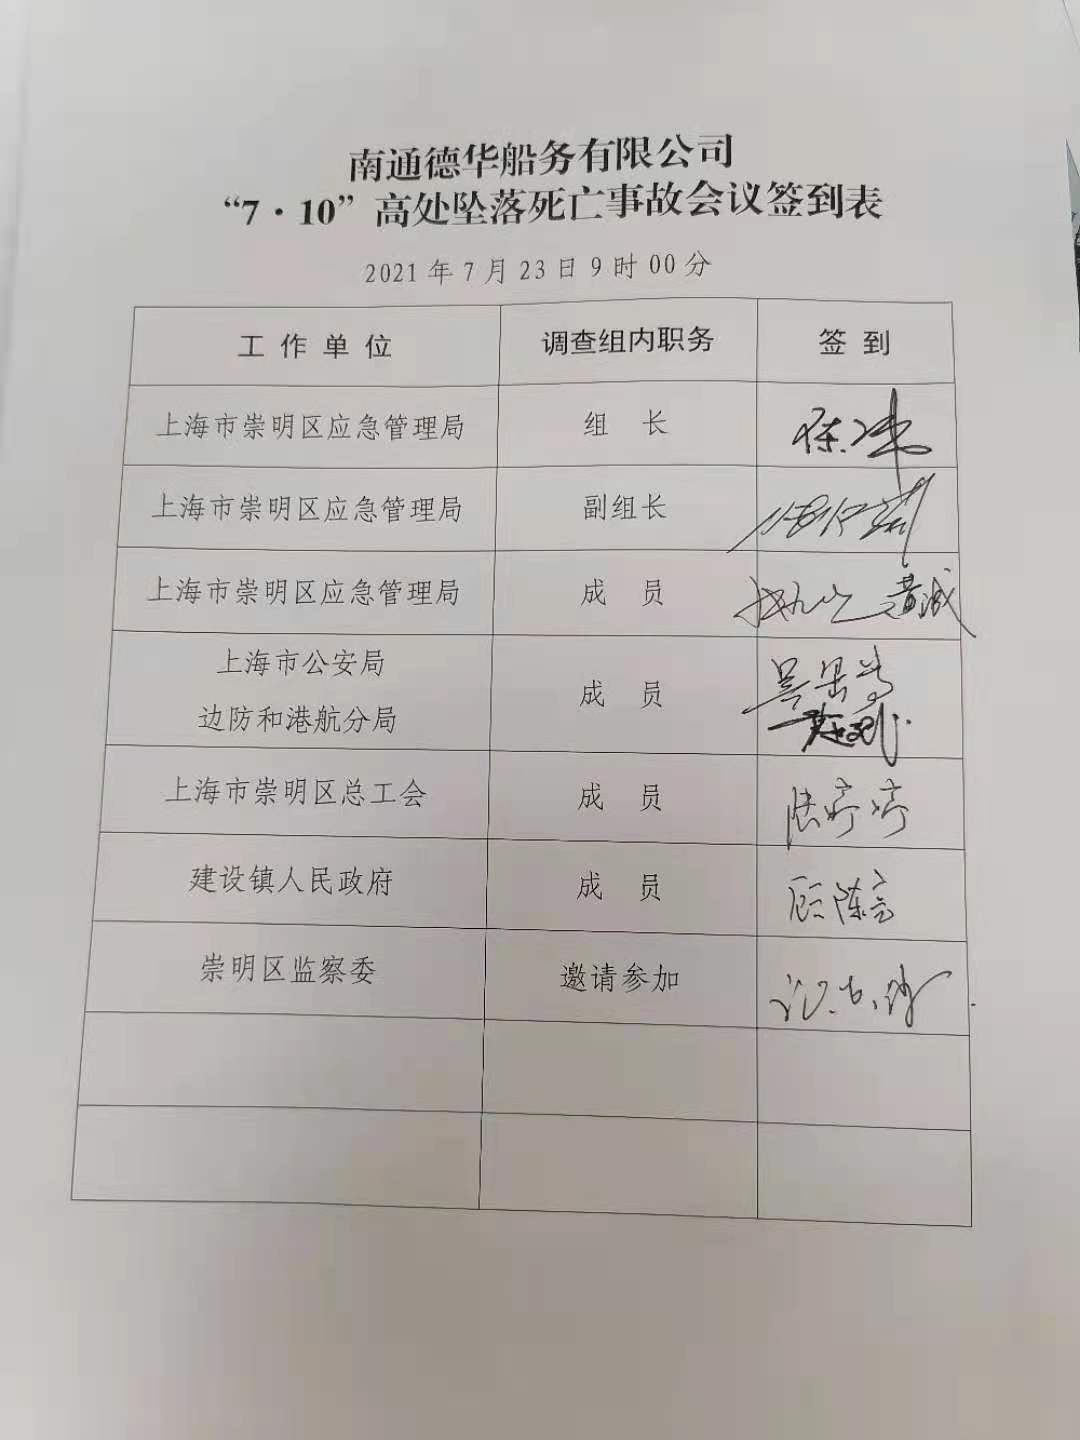 南通德华船务有限公司
“7·10”高处坠落死亡事故会议签到表
2021年7月23日9时00分
工作单位 调查组内职务 签到
上海市崇明区应急管理局 组长
上海市崇明区应急管理局 副组长
上海市崇明区应急管理局 成员 黄诚
上海市公安局
边防和港航分局 成员
上海市崇明区总工会 成员 陆婷婷
建设镇人民政府 成员
崇明区监察委 邀请参加